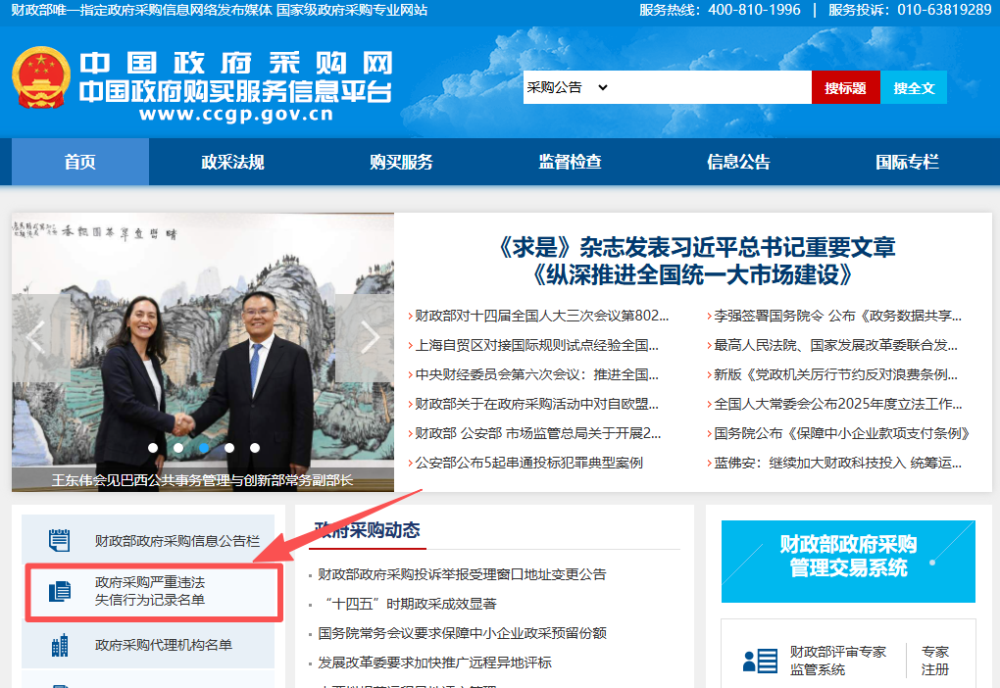 财政部唯一指定政府采购信息网络发布媒体 国家级政府采购专业网站
服务热线：400-810-1996 | 服务投诉：010-63819289
中国政府采购网
中国政府购买服务信息平台
www.ccgp.gov.cn
采购公告
搜标题
搜全文
首页
政采法规
购买服务
监督检查
信息公告
国际专栏
王东伟会见巴西公共事务管理与创新部常务副部长
《求是》杂志发表习近平总书记重要文章
《纵深推进全国统一大市场建设》
财政部对十四届全国人大三次会议第802...
上海自贸区对接国际规则试点经验全国...
中央财经委员会第六次会议：推进全国...
财政部关于在政府采购活动中对自欧盟...
财政部 公安部 市场监管总局关于开展2...
公安部公布5起串通投标犯罪典型案例
李强签署国务院令 公布《政务数据共享...
最高人民法院、国家发展改革委联合发...
新版《党政机关厉行节约反对浪费条例...
全国人大常委会公布2025年度立法工作...
国务院公布《保障中小企业款项支付条例》
蓝佛安：继续加大财政科技投入 统筹运...
财政部政府采购信息公告栏
政府采购严重违法
失信行为记录名单
政府采购代理机构名单
政府采购动态
财政部政府采购投诉举报受理窗口地址变更公告
“十四五”时期政采成效显著
国务院常务会议要求保障中小企业政采预留份额
发展改革委要求加快推广远程异地评标
财政部政府采购
管理交易系统
财政部评审专家
监管系统
专家
注册